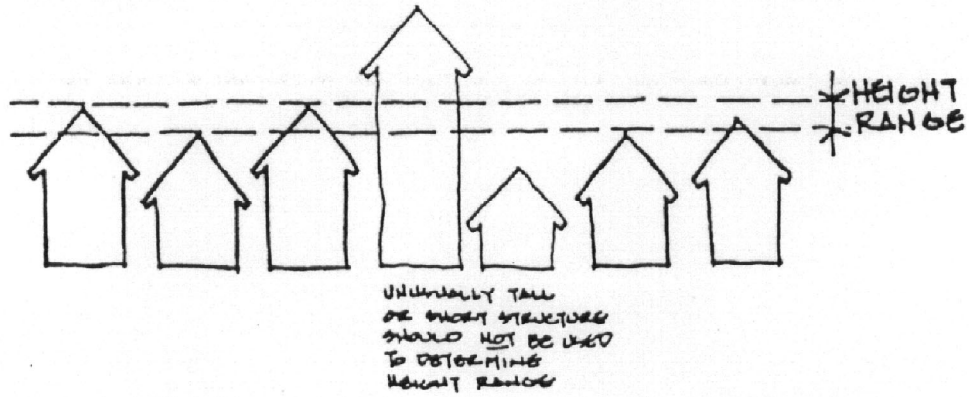 HEIGHT
RANGE
UNUSUALLY TALL
OR SHORT STRUCTURE
SHOULD NOT BE USED
TO DETERMINE
HEIGHT RANGE